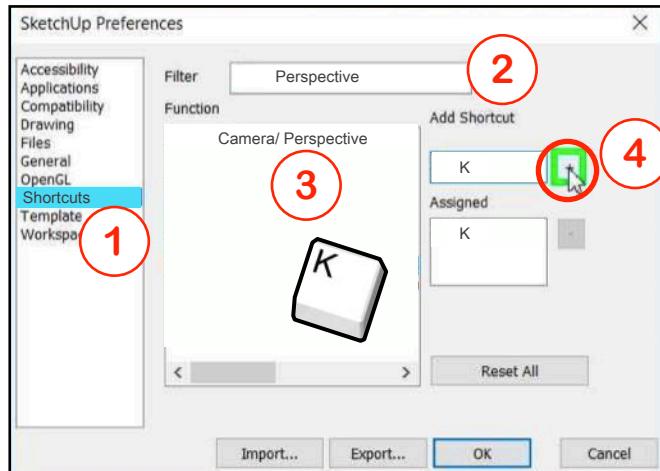 SketchUp Preferences
Accessibility
Applications
Compatibility
Drawing
Files
General
OpenGL
Shortcuts
Template
1
Filter
Perspective
2
Function
Camera/ Perspective
3
K
Add Shortcut
K
+
4
Assigned
K
-
Reset All
Import...
Export...
OK
Cancel